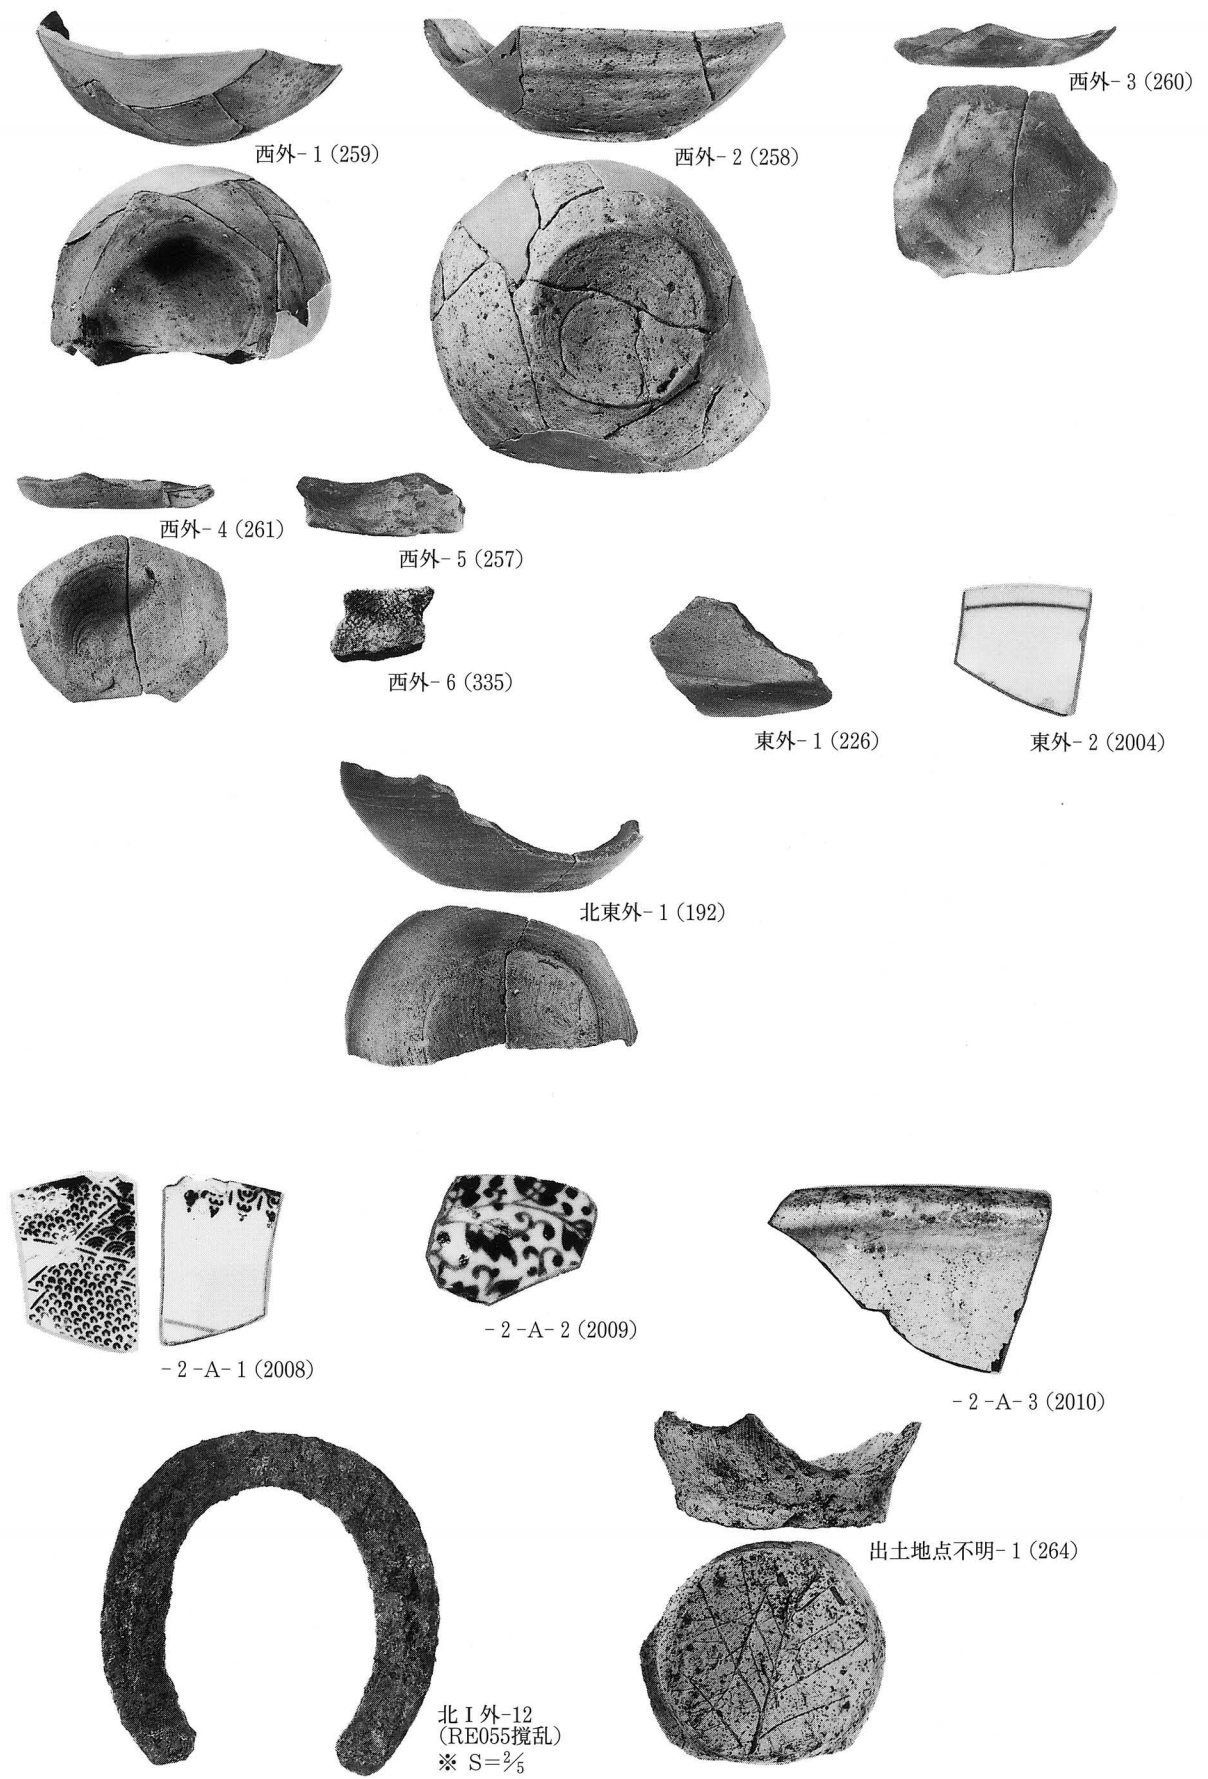 西外-1(259)
西外-2(258)
西外-3(260)
西外-4(261)
西外-5(257)
西外-6(335)
東外-1(226)
東外-2(2004)
北東外-1(192)
-2-A-1(2008)
-2-A-2(2009)
-2-A-3(2010)
出土地点不明-1(264)
北Ⅰ外-12
(RE055撹乱)
※ S=2/5